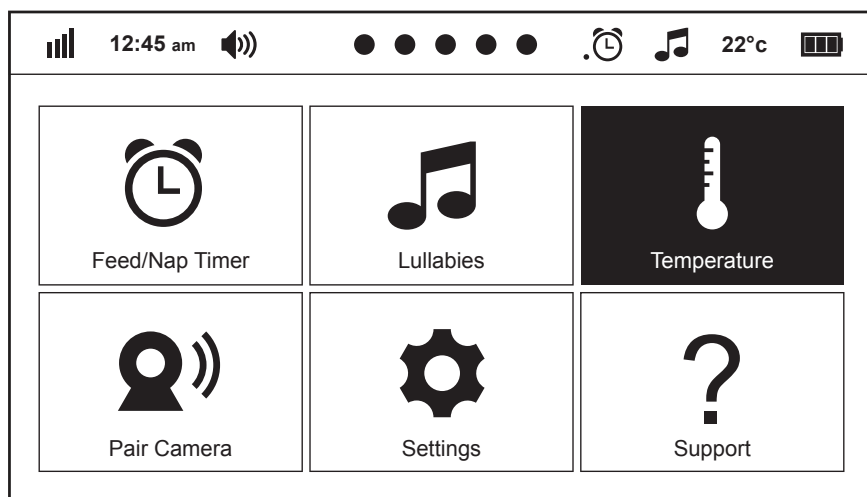 12:45 am 22°c
Feed/Nap Timer Lullabies Temperature
Pair Camera Settings Support